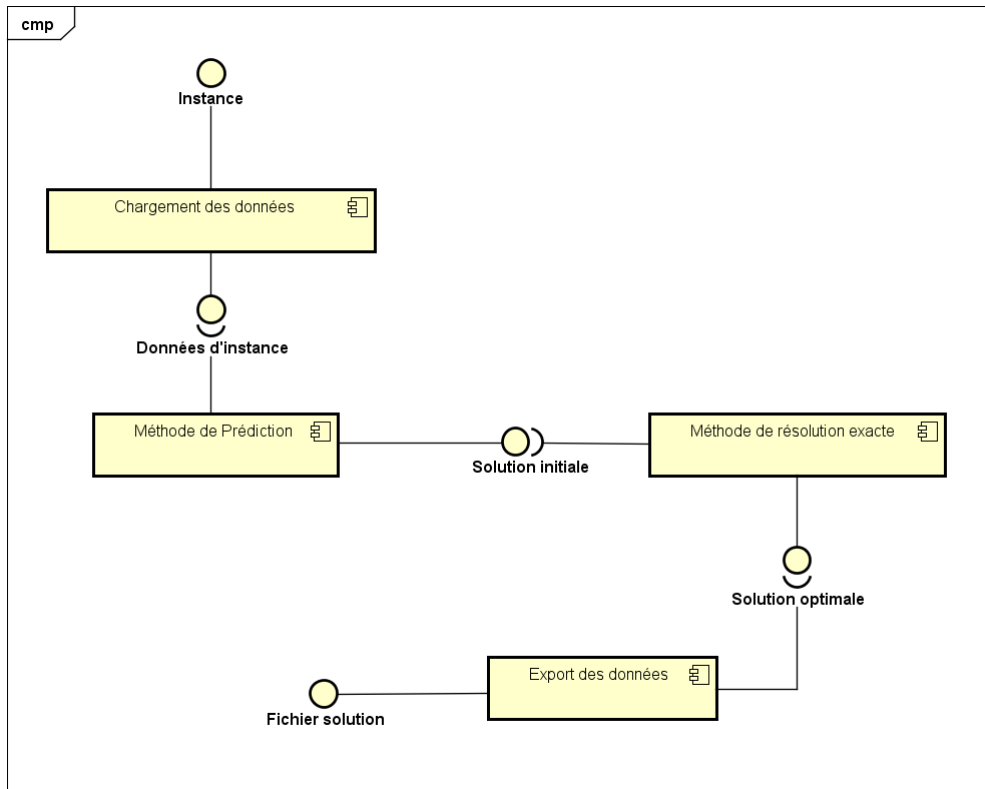 cmp
Instance
Chargement des données
Données d'instance
Méthode de Prédiction
Solution initiale
Méthode de résolution exacte
Solution optimale
Export des données
Fichier solution